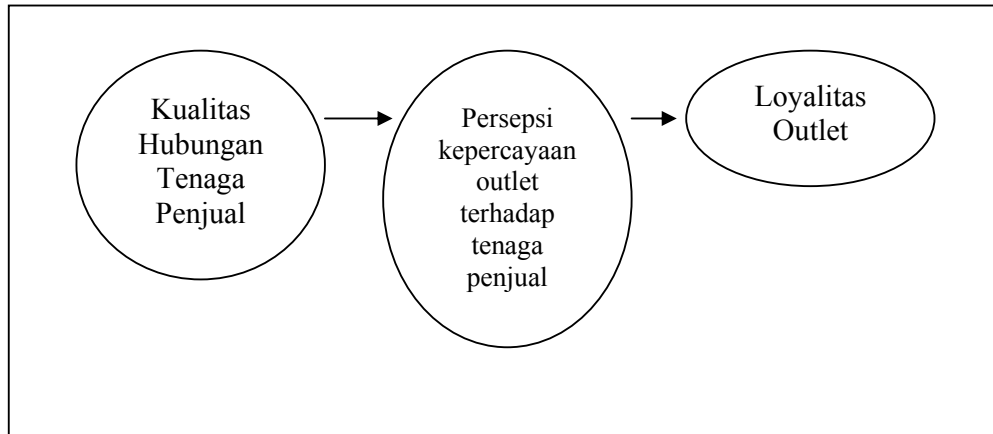 Kualitas
Hubungan
Tenaga
Penjual
Persepsi
kepercayaan
outlet
terhadap
tenaga
penjual
Loyalitas
Outlet